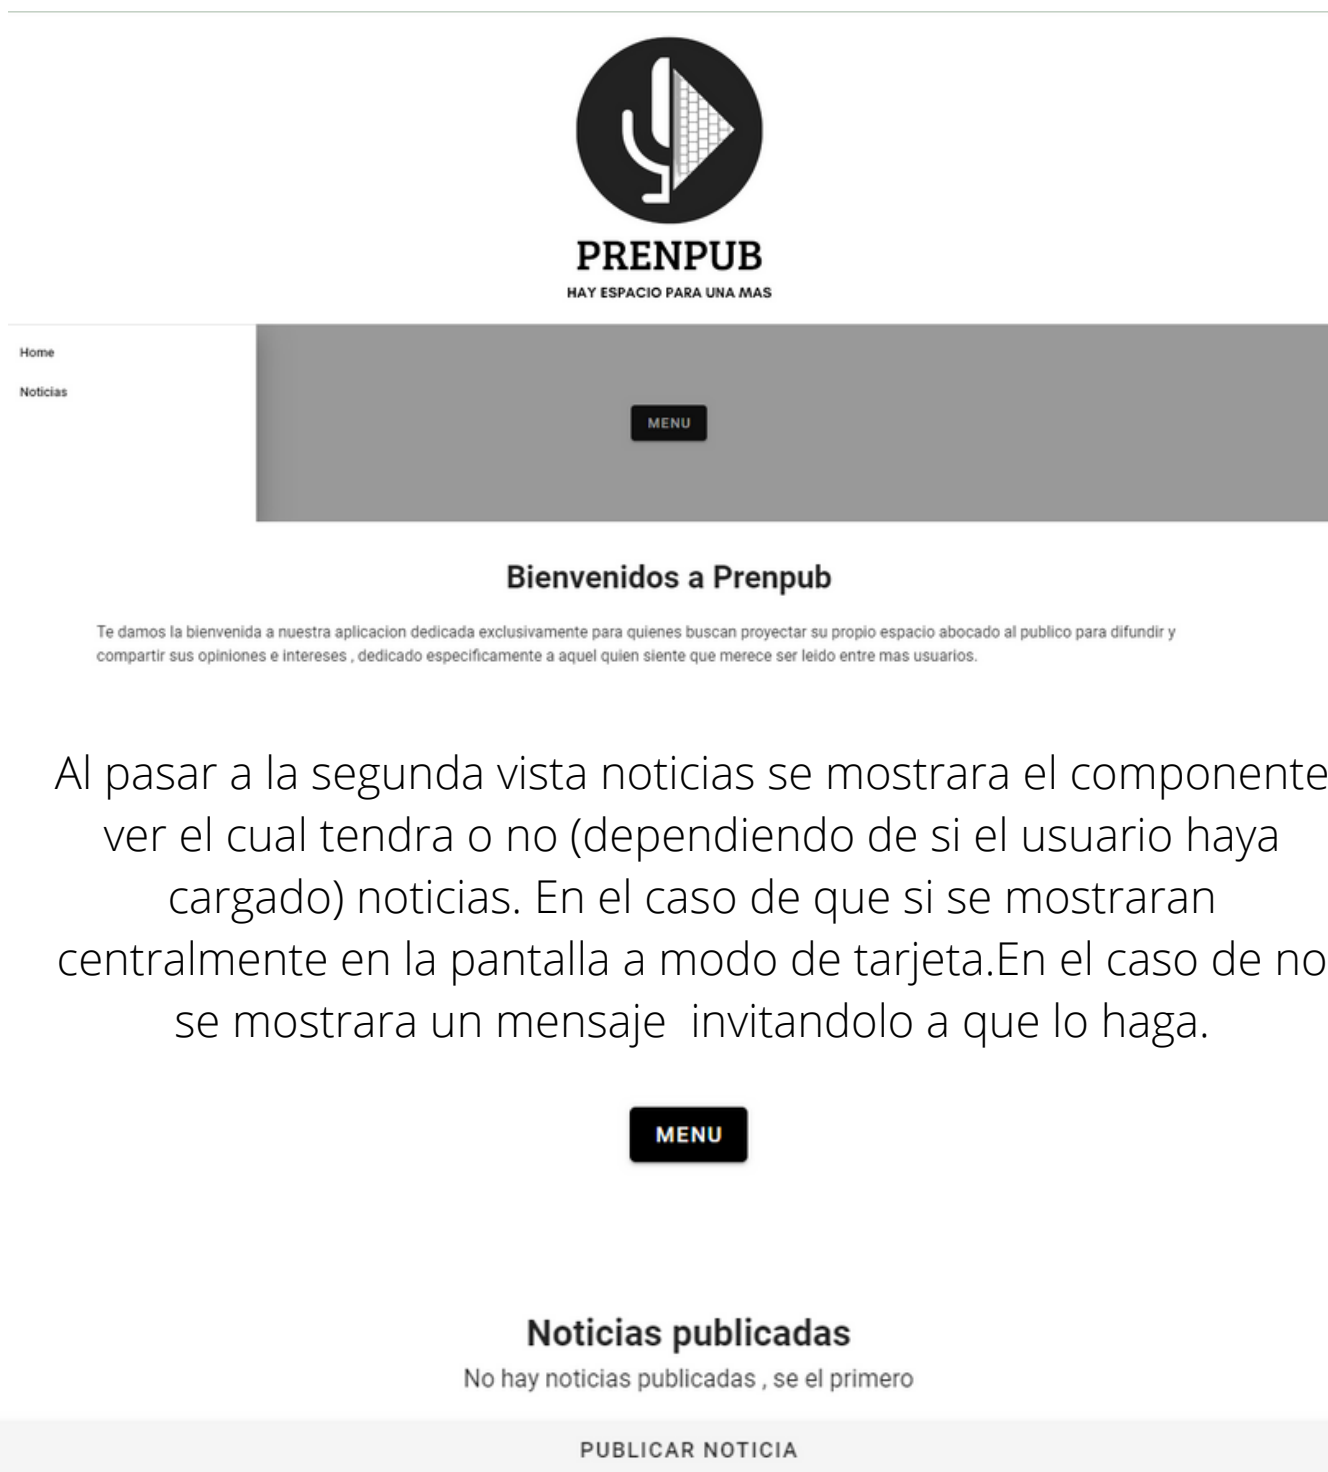 PRENPUB
HAY ESPACIO PARA UNA MAS
Home
Noticias
MENU
Bienvenidos a Prenpub
Te damos la bienvenida a nuestra aplicacion dedicada exclusivamente para quienes buscan proyectar su propio espacio abocado al publico para difundir y
compartir sus opiniones e intereses , dedicado especificamente a aquel quien siente que merece ser leido entre mas usuarios.
Al pasar a la segunda vista noticias se mostrara el componente
ver el cual tendra o no (dependiendo de si el usuario haya
cargado) noticias. En el caso de que si se mostraran
centralmente en la pantalla a modo de tarjeta.En el caso de no
se mostrara un mensaje  invitandolo a que lo haga.
MENU
Noticias publicadas
No hay noticias publicadas , se el primero
PUBLICAR NOTICIA